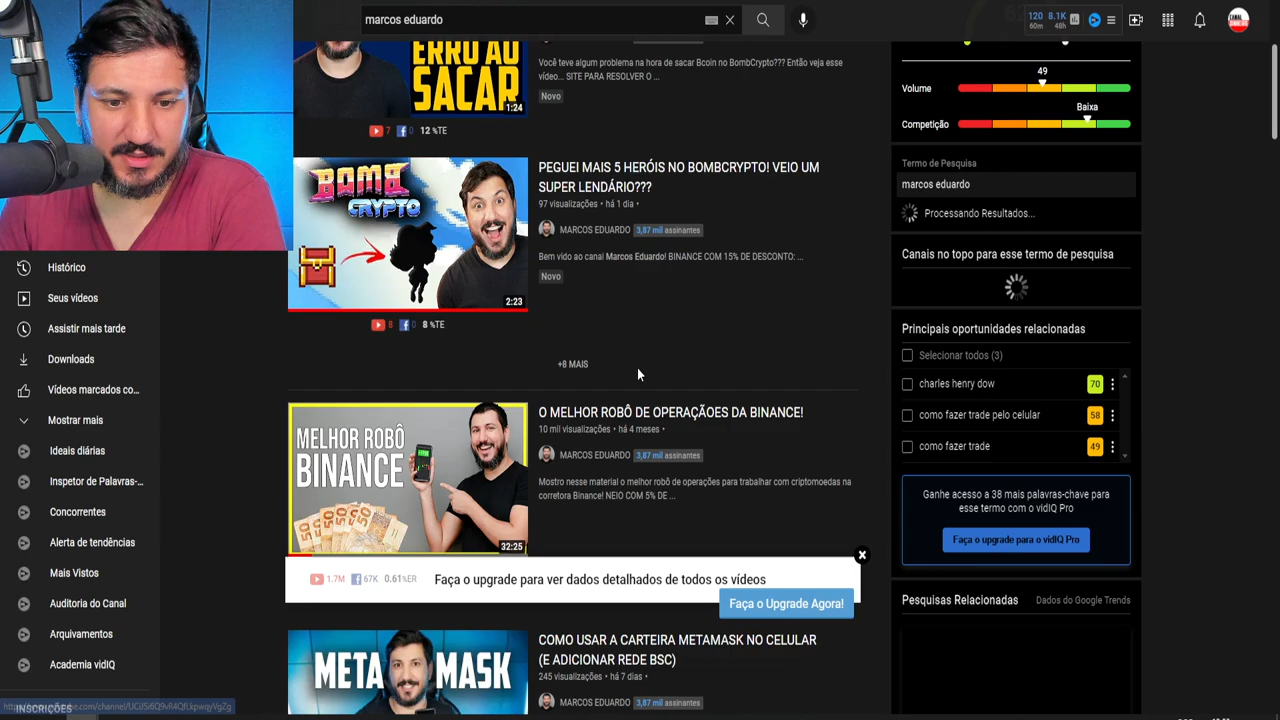 marcos eduardo
120 8.1K
60m 48h
ERRO AO
SACAR
1:24
Você teve algum problema na hora de sacar Bcoin no BombCrypto??? Então veja esse
vídeo... SITE PARA RESOLVER O ...
Novo
7 0 12 %TE
BOMB
CRYPTO
2:23
PEGUEI MAIS 5 HERÓIS NO BOMBCRYPTO! VEIO UM
SUPER LENDÁRIO???
97 visualizações • há 1 dia •
MARCOS EDUARDO 3,87 mil assinantes
Bem vido ao canal Marcos Eduardo! BINANCE COM 15% DE DESCONTO: ...
Novo
8 0 8 %TE
+8 MAIS
MELHOR ROBÔ
BINANCE
32:25
O MELHOR ROBÔ DE OPERAÇÃOES DA BINANCE!
10 mil visualizações • há 4 meses •
MARCOS EDUARDO 3,87 mil assinantes
Mostro nesse material o melhor robô de operações para trabalhar com criptomoedas na
corretora Binance! NEIO COM 5% DE ...
1.7M 67K 0.61%ER Faça o upgrade para ver dados detalhados de todos os vídeos
Faça o Upgrade Agora!
META MASK
COMO USAR A CARTEIRA METAMASK NO CELULAR
(E ADICIONAR REDE BSC)
245 visualizações • há 7 dias •
MARCOS EDUARDO 3,87 mil assinantes
Histórico
Seus vídeos
Assistir mais tarde
Downloads
Vídeos marcados co...
Mostrar mais
Ideais diárias
Inspetor de Palavras-...
Concorrentes
Alerta de tendências
Mais Vistos
Auditoria do Canal
Arquivamentos
Academia vidIQ
INSCRIÇÕES
49
Volume
Baixa
Competição
Termo de Pesquisa
marcos eduardo
Processando Resultados...
Canais no topo para esse termo de pesquisa
Principais oportunidades relacionadas
Selecionar todos (3)
charles henry dow 70
como fazer trade pelo celular 58
como fazer trade 49
Ganhe acesso a 38 mais palavras-chave para
esse termo com o vidIQ Pro
Faça o upgrade para o vidIQ Pro
Pesquisas Relacionadas Dados do Google Trends